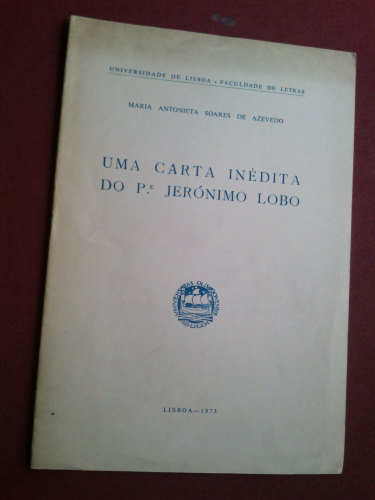 UNIVERSIDADE DE LISBOA • FACULDADE DE LETRAS
MARIA ANTONIETA SOARES DE AZEVEDO
UMA CARTA INÉDITA
DO P.E JERÓNIMO LOBO
LISBOA—1973